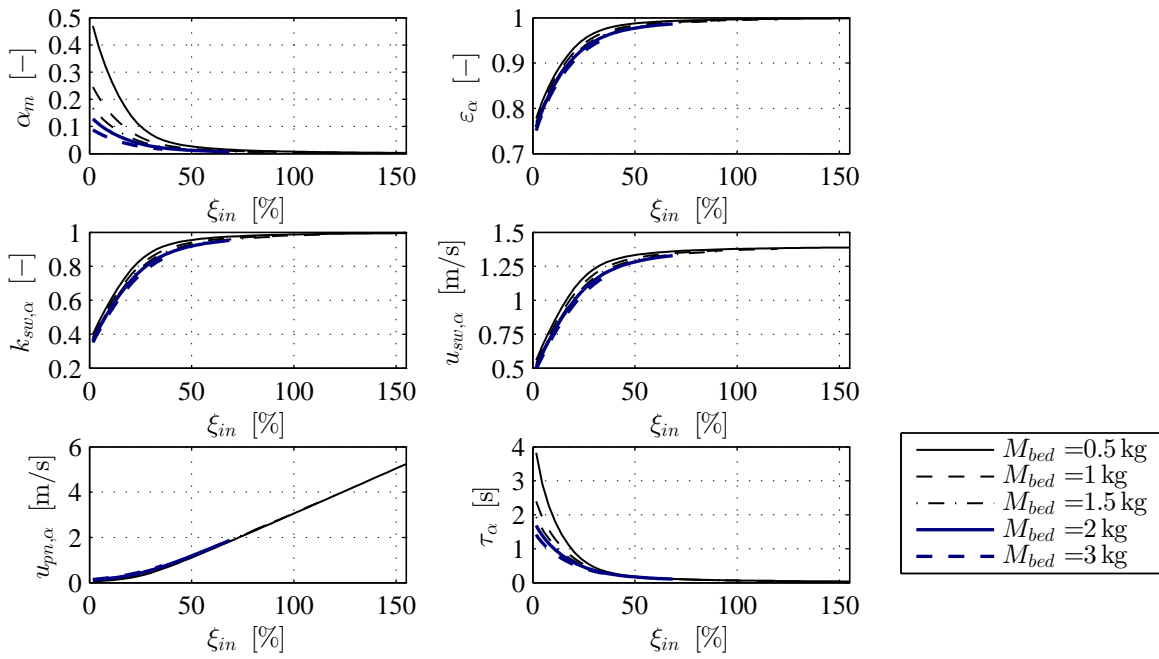 0.5
0.4
0.3
0.2
0.1
0
α_m [−]
0 50 100 150
ξ_in [%]
1
0.9
0.8
0.7
ε_α [−]
0 50 100 150
ξ_in [%]
1
0.8
0.6
0.4
0.2
k_sw,α [−]
0 50 100 150
ξ_in [%]
1.5
1.25
1
0.75
0.5
u_sw,α [m/s]
0 50 100 150
ξ_in [%]
6
4
2
0
u_pn,α [m/s]
0 50 100 150
ξ_in [%]
4
3
2
1
0
τ_α [s]
0 50 100 150
ξ_in [%]
M_bed =0.5 kg
M_bed =1 kg
M_bed =1.5 kg
M_bed =2 kg
M_bed =3 kg